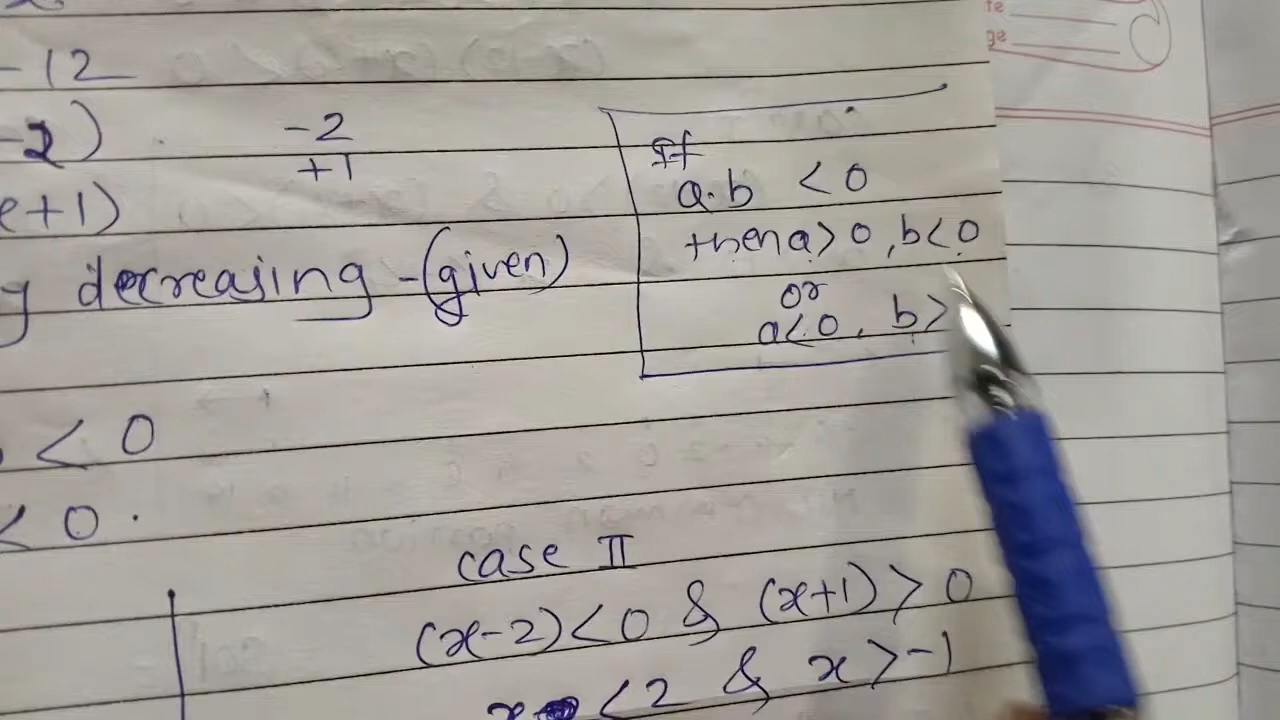 -12
-2)
-2
+1
x+1)
y decreasing -(given)
If
a.b < 0
then a> 0, b< 0
or
a< 0, b>
< 0
< 0.
case II
(x-2)<0 & (x+1) > 0
x < 2 & x > -1